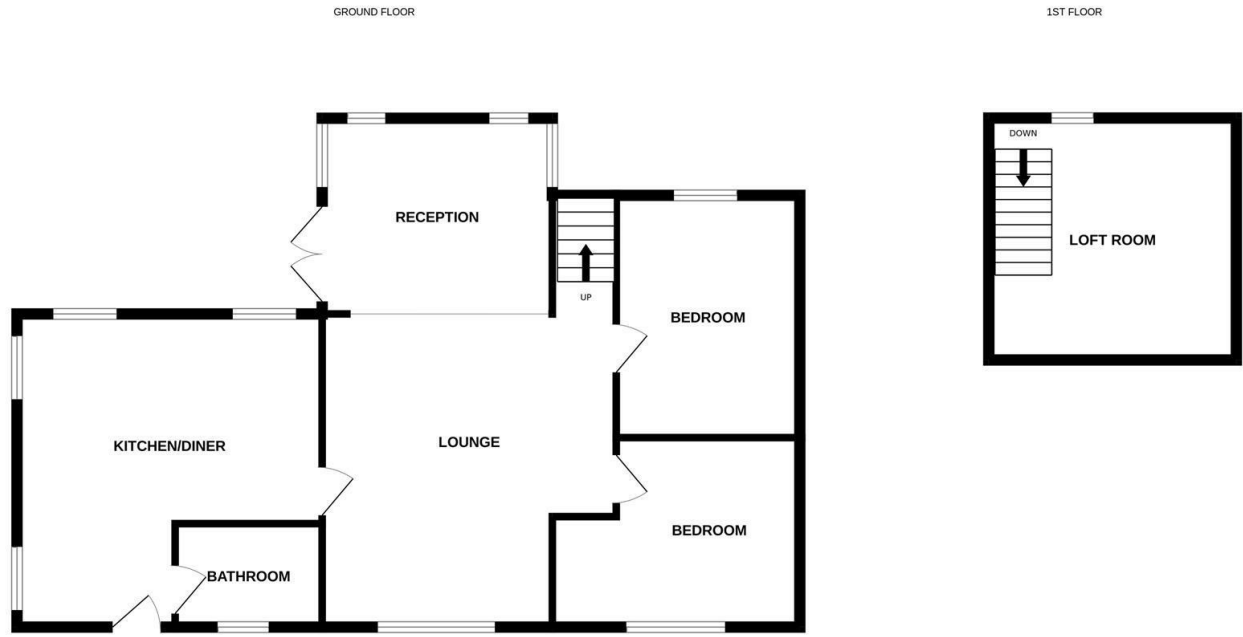 GROUND FLOOR
1ST FLOOR
DOWN
RECEPTION
LOFT ROOM
UP
BEDROOM
KITCHEN/DINER
LOUNGE
BEDROOM
BATHROOM